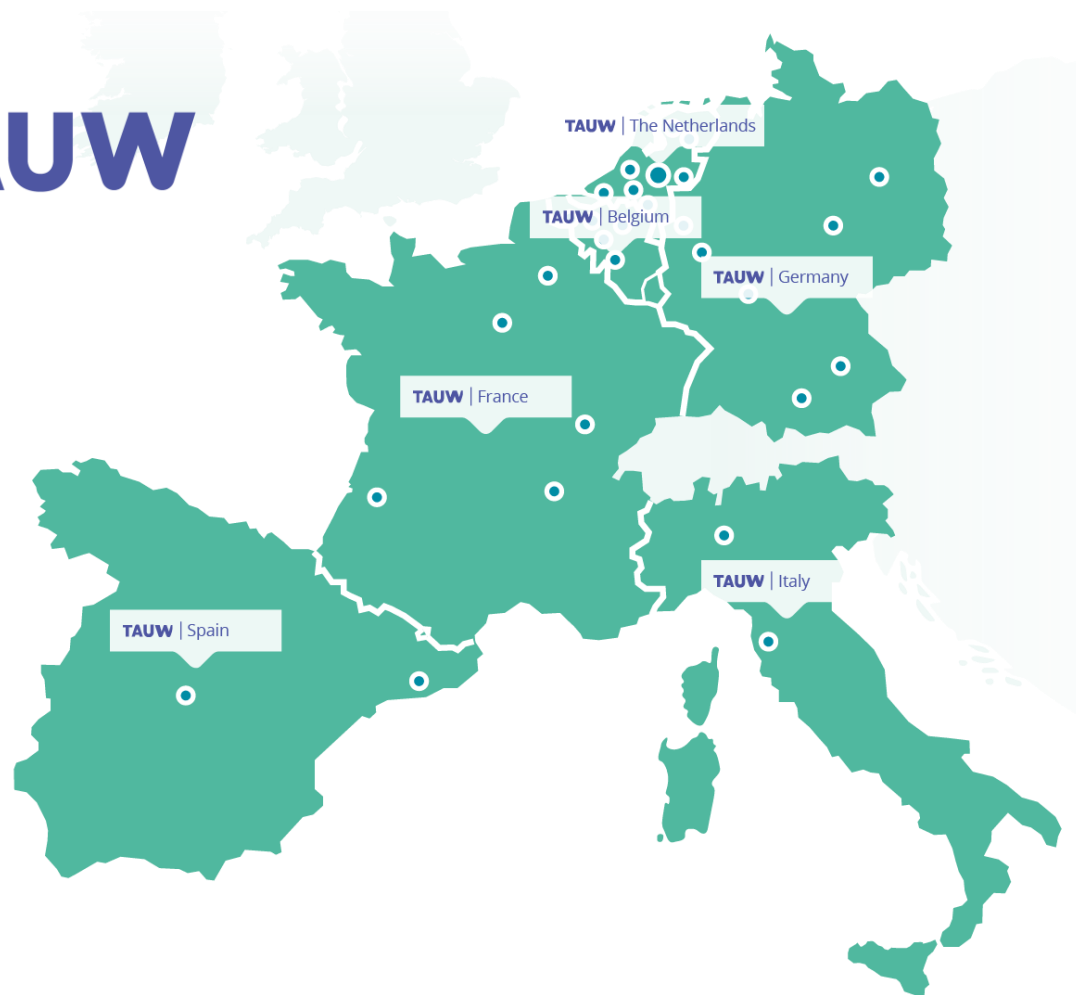 AUW
TAUW | The Netherlands
TAUW | Belgium
TAUW | Germany
TAUW | France
TAUW | Italy
TAUW | Spain